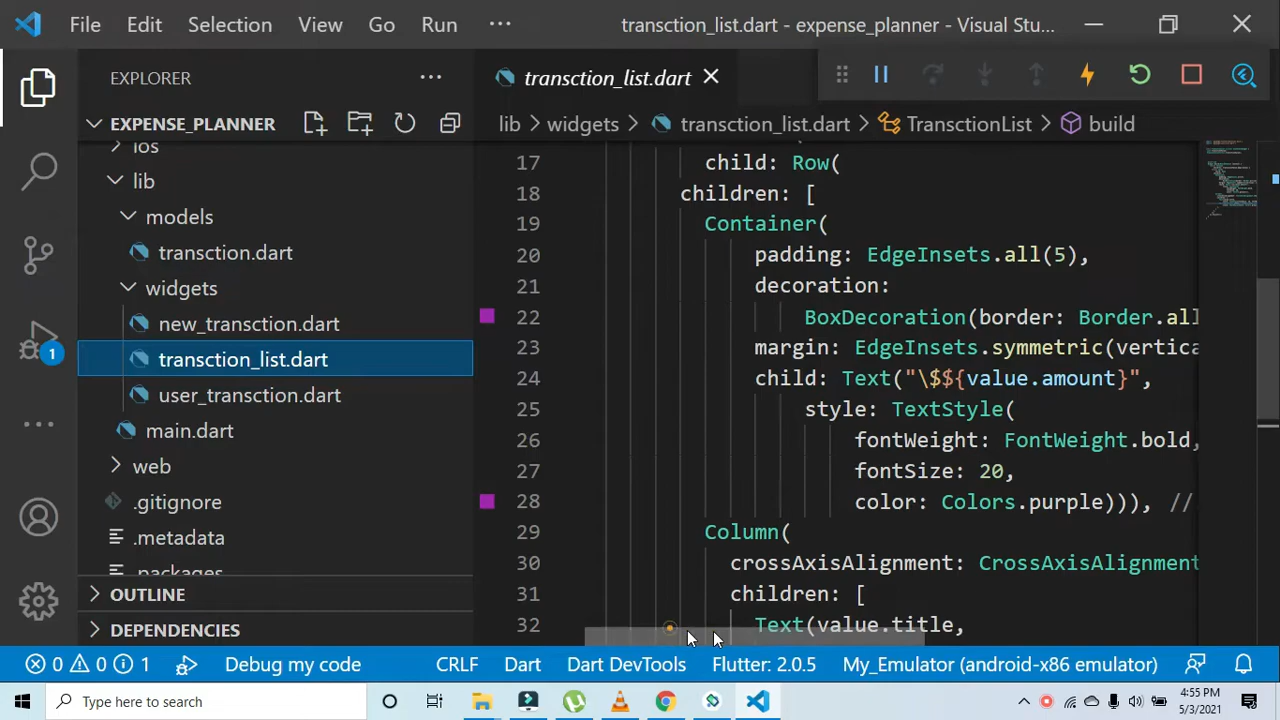 File Edit Selection View Go Run ··· transction_list.dart - expense_planner - Visual Stu...
EXPLORER ···
EXPENSE_PLANNER
ios
lib
models
transction.dart
widgets
new_transction.dart
transction_list.dart
user_transction.dart
main.dart
web
.gitignore
.metadata
.packages
OUTLINE
DEPENDENCIES
1
transction_list.dart
lib > widgets > transction_list.dart > TransctionList > build
17 child: Row(
18 children: [
19 Container(
20 padding: EdgeInsets.all(5),
21 decoration:
22 BoxDecoration(border: Border.all
23 margin: EdgeInsets.symmetric(vertica
24 child: Text("\$${value.amount}",
25 style: TextStyle(
26 fontWeight: FontWeight.bold,
27 fontSize: 20,
28 color: Colors.purple))), //
29 Column(
30 crossAxisAlignment: CrossAxisAlignment
31 children: [
32 Text(value.title,
0 0 1 Debug my code CRLF Dart Dart DevTools Flutter: 2.0.5 My_Emulator (android-x86 emulator)
Type here to search
4:55 PM
5/3/2021